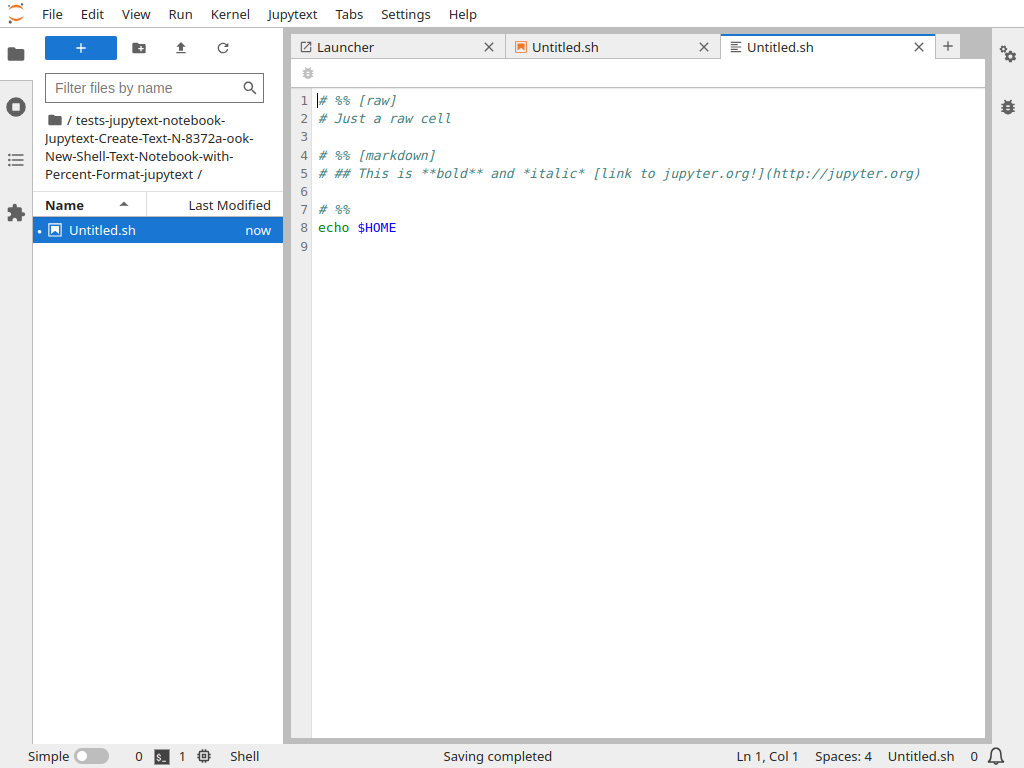 File Edit View Run Kernel Jupytext Tabs Settings Help
Filter files by name
/ tests-jupytext-notebook-
Jupytext-Create-Text-N-8372a-ook-
New-Shell-Text-Notebook-with-
Percent-Format-jupytext /
Name Last Modified
Untitled.sh now
Launcher Untitled.sh Untitled.sh
1 # %% [raw]
2 # Just a raw cell
3
4 # %% [markdown]
5 # ## This is **bold** and *italic* [link to jupyter.org!](http://jupyter.org)
6
7 # %%
8 echo $HOME
9
Simple 0 $_ 1 Shell Saving completed Ln 1, Col 1 Spaces: 4 Untitled.sh 0